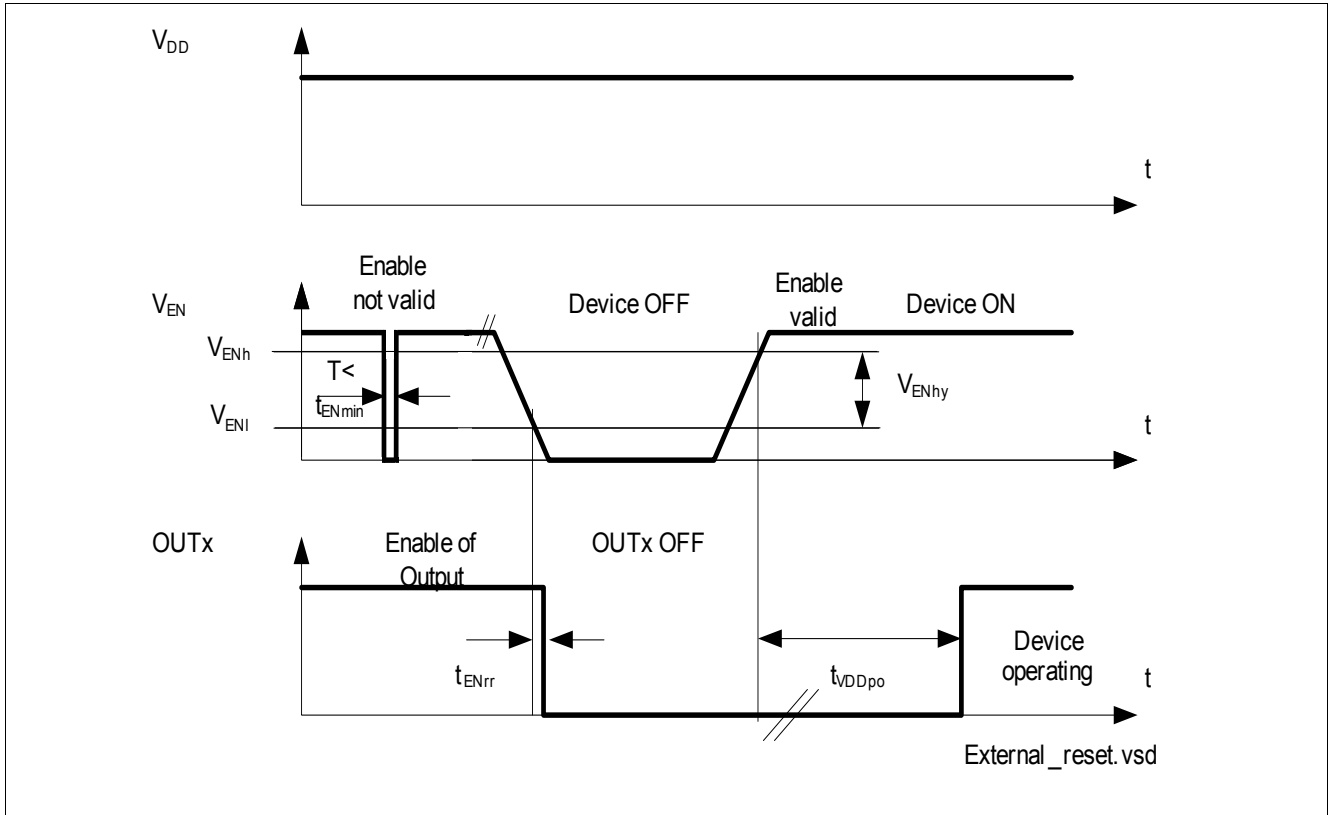 VDD
t
Enable
not valid
VEN
Device OFF
Enable
valid
Device ON
VENh
T<
tENmin
VENhy
VENl
t
OUTx
Enable of
Output
OUTx OFF
tENrr
tVDDpo
Device
operating
t
External_reset.vsd